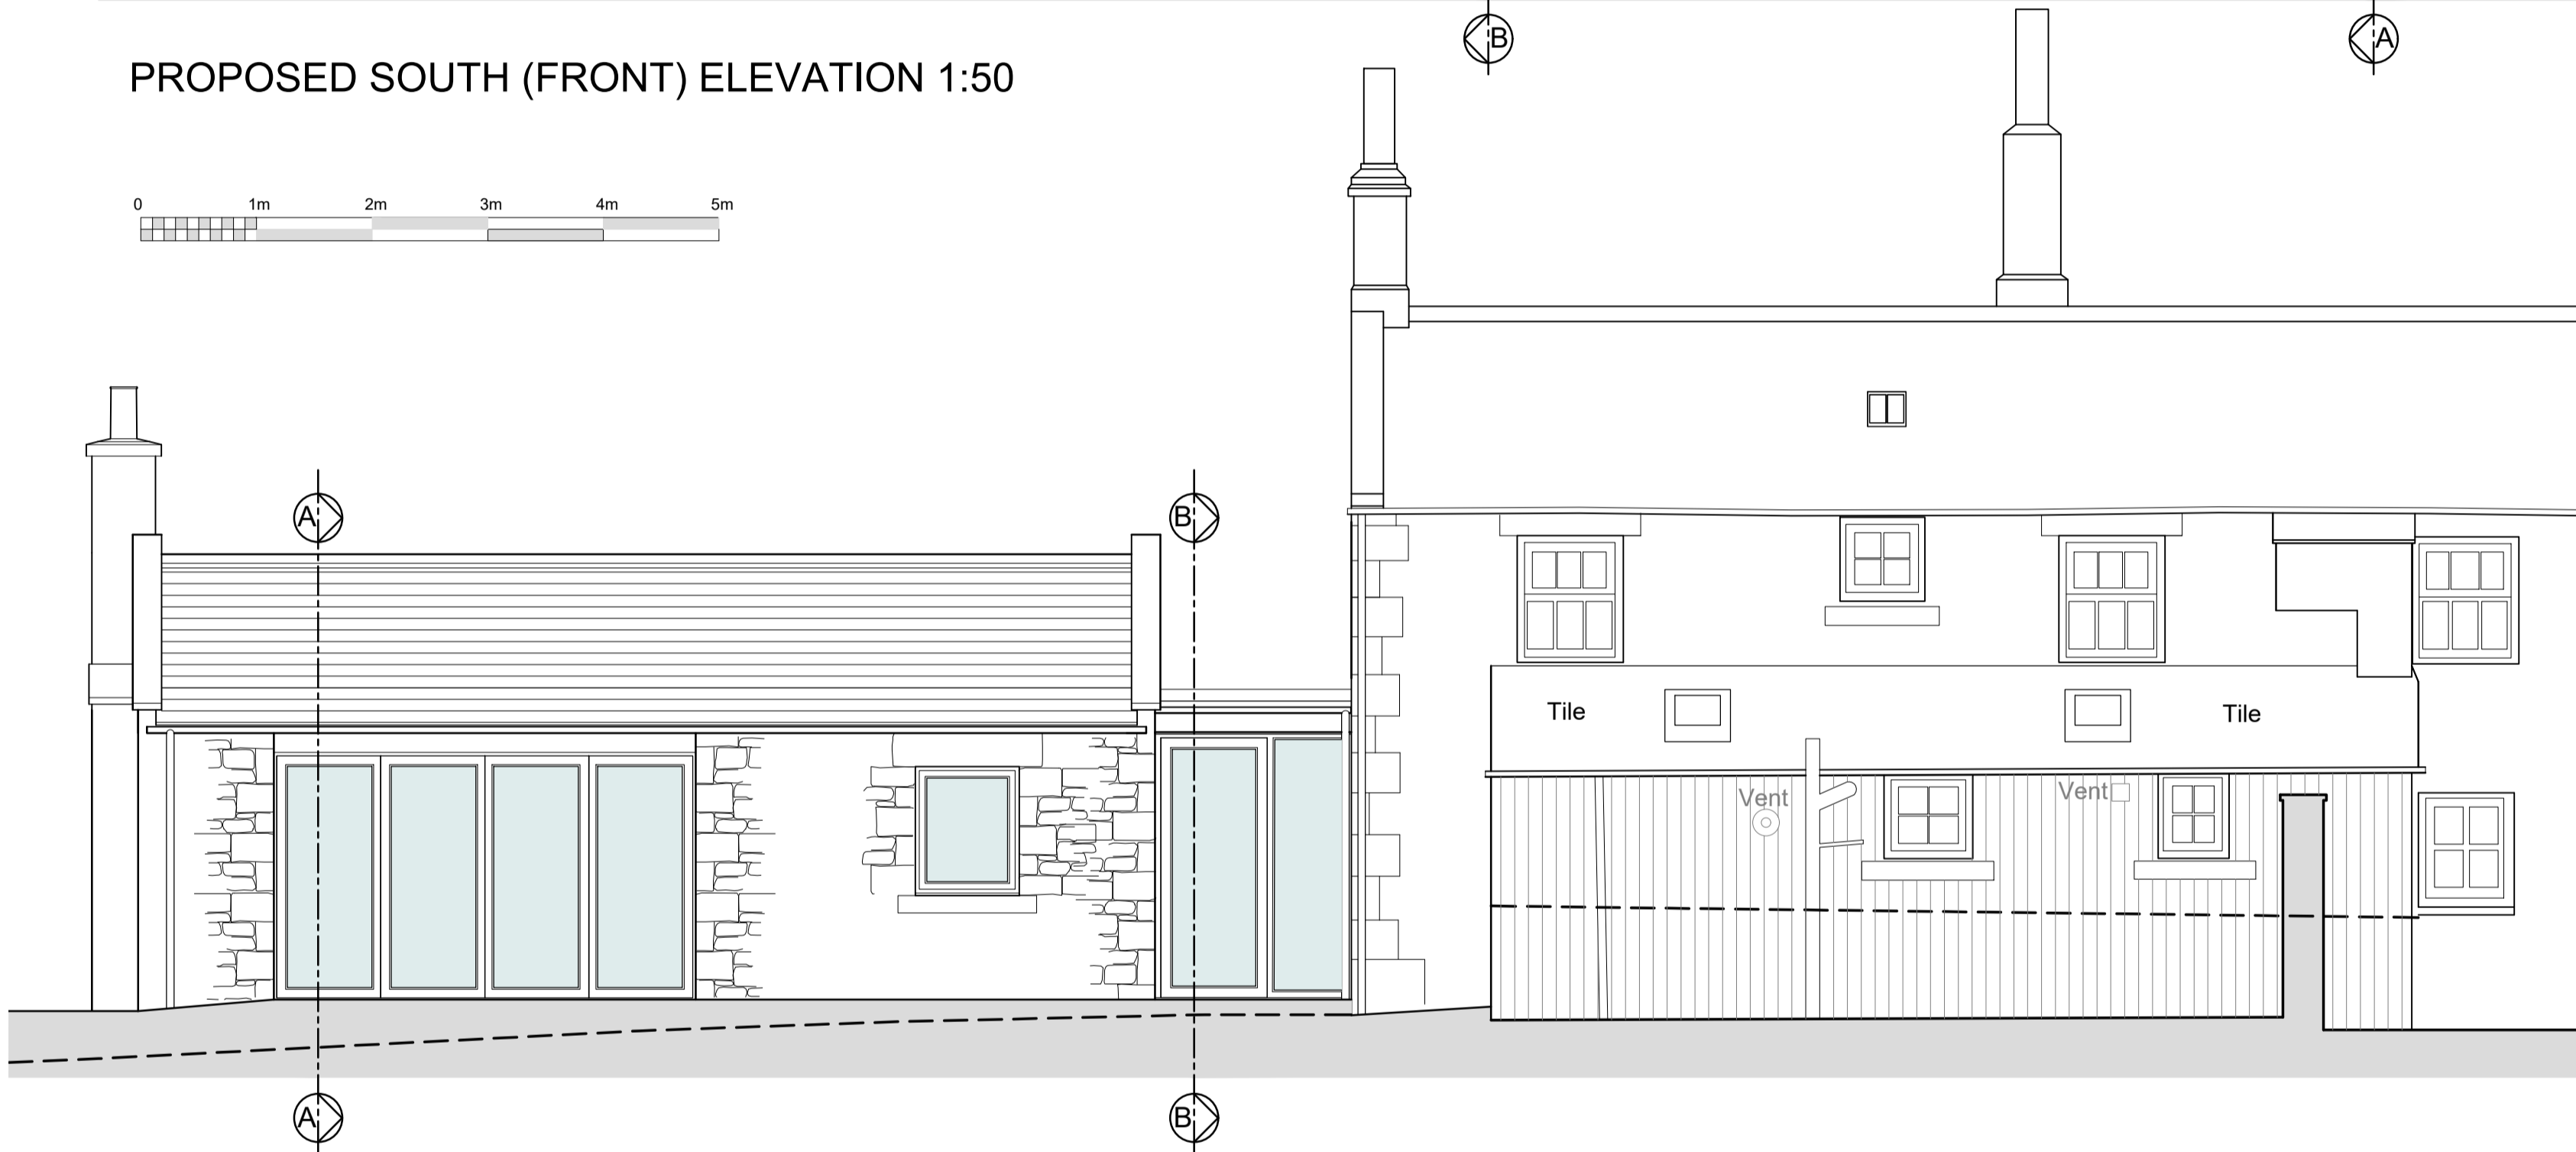 B
A
PROPOSED SOUTH (FRONT) ELEVATION 1:50
0 1m 2m 3m 4m 5m
A
B
Tile
Tile
Vent
Vent
A
B